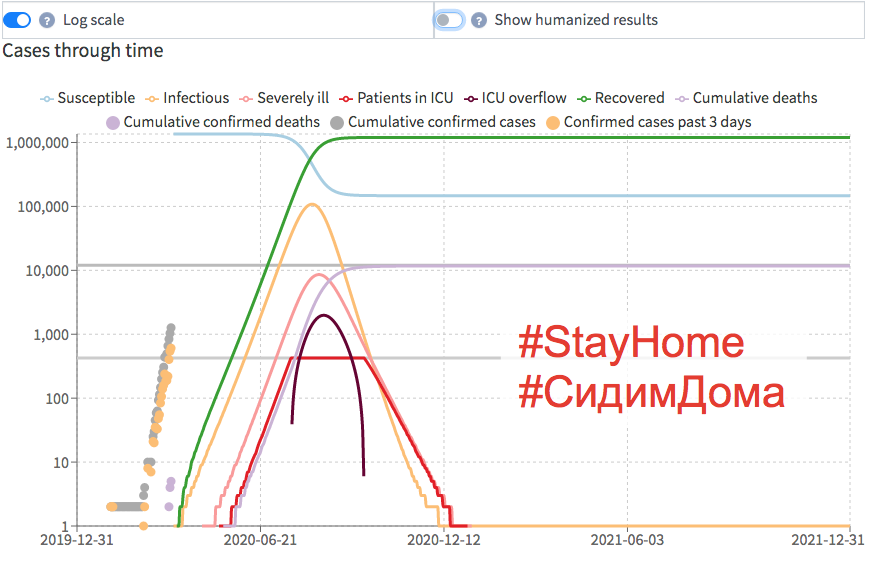 ? Log scale
? Show humanized results
Cases through time
Susceptible Infectious Severely ill Patients in ICU ICU overflow Recovered Cumulative deaths
Cumulative confirmed deaths Cumulative confirmed cases Confirmed cases past 3 days
1,000,000
100,000
10,000
1,000
100
10
1
#StayHome
#СидимДома
2019-12-31 2020-06-21 2020-12-12 2021-06-03 2021-12-31